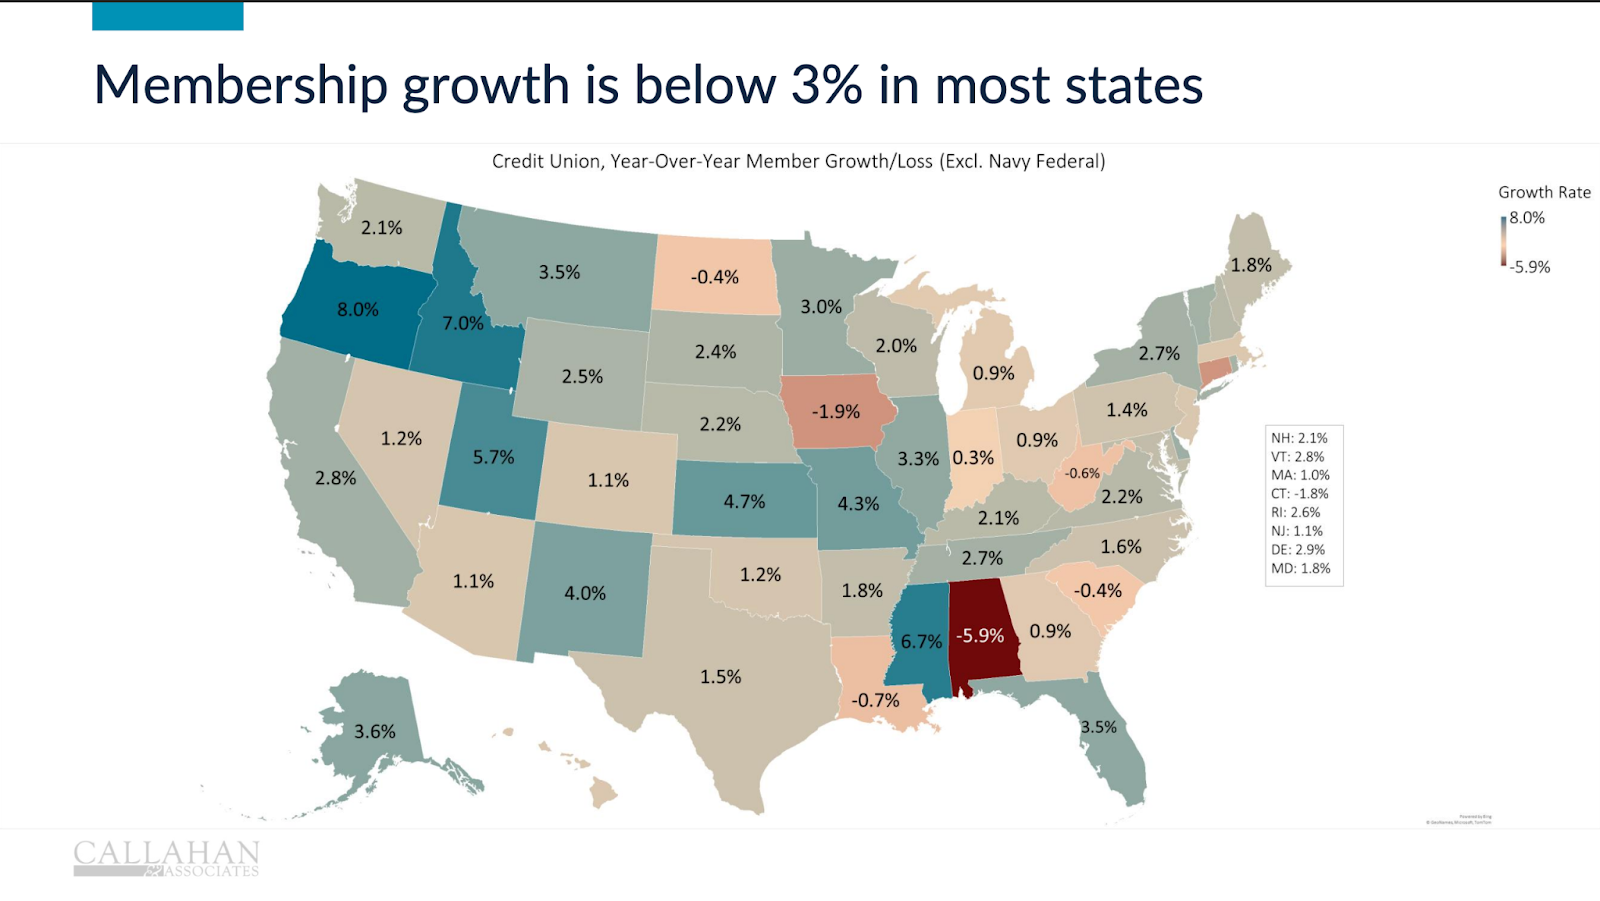 Membership growth is below 3% in most states
Credit Union, Year-Over-Year Member Growth/Loss (Excl. Navy Federal)
Growth Rate
8.0%
-5.9%
2.1%
3.5%
-0.4%
3.0%
1.8%
8.0%
7.0%
2.4%
2.0%
2.7%
2.5%
0.9%
-1.9%
1.4%
2.2%
1.2%
5.7%
3.3%
0.3%
0.9%
-0.6%
2.8%
1.1%
4.7%
4.3%
2.2%
2.1%
1.6%
2.7%
1.1%
4.0%
1.2%
1.8%
-0.4%
6.7%
-5.9%
0.9%
1.5%
-0.7%
3.5%
3.6%
NH: 2.1%
VT: 2.8%
MA: 1.0%
CT: -1.8%
RI: 2.6%
NJ: 1.1%
DE: 2.9%
MD: 1.8%
Powered by Bing
© GeoNames, Microsoft, TomTom
CALLAHAN
& ASSOCIATES